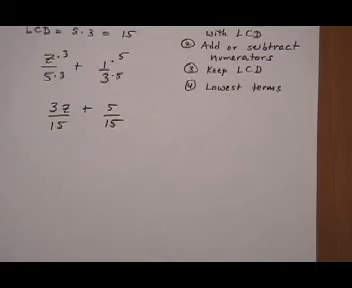 LCD = 5·3 = 15
z·3/5·3 + 1·5/3·5
3z/15 + 5/15
with LCD
② Add or subtract
numerators
③ Keep LCD
④ Lowest terms